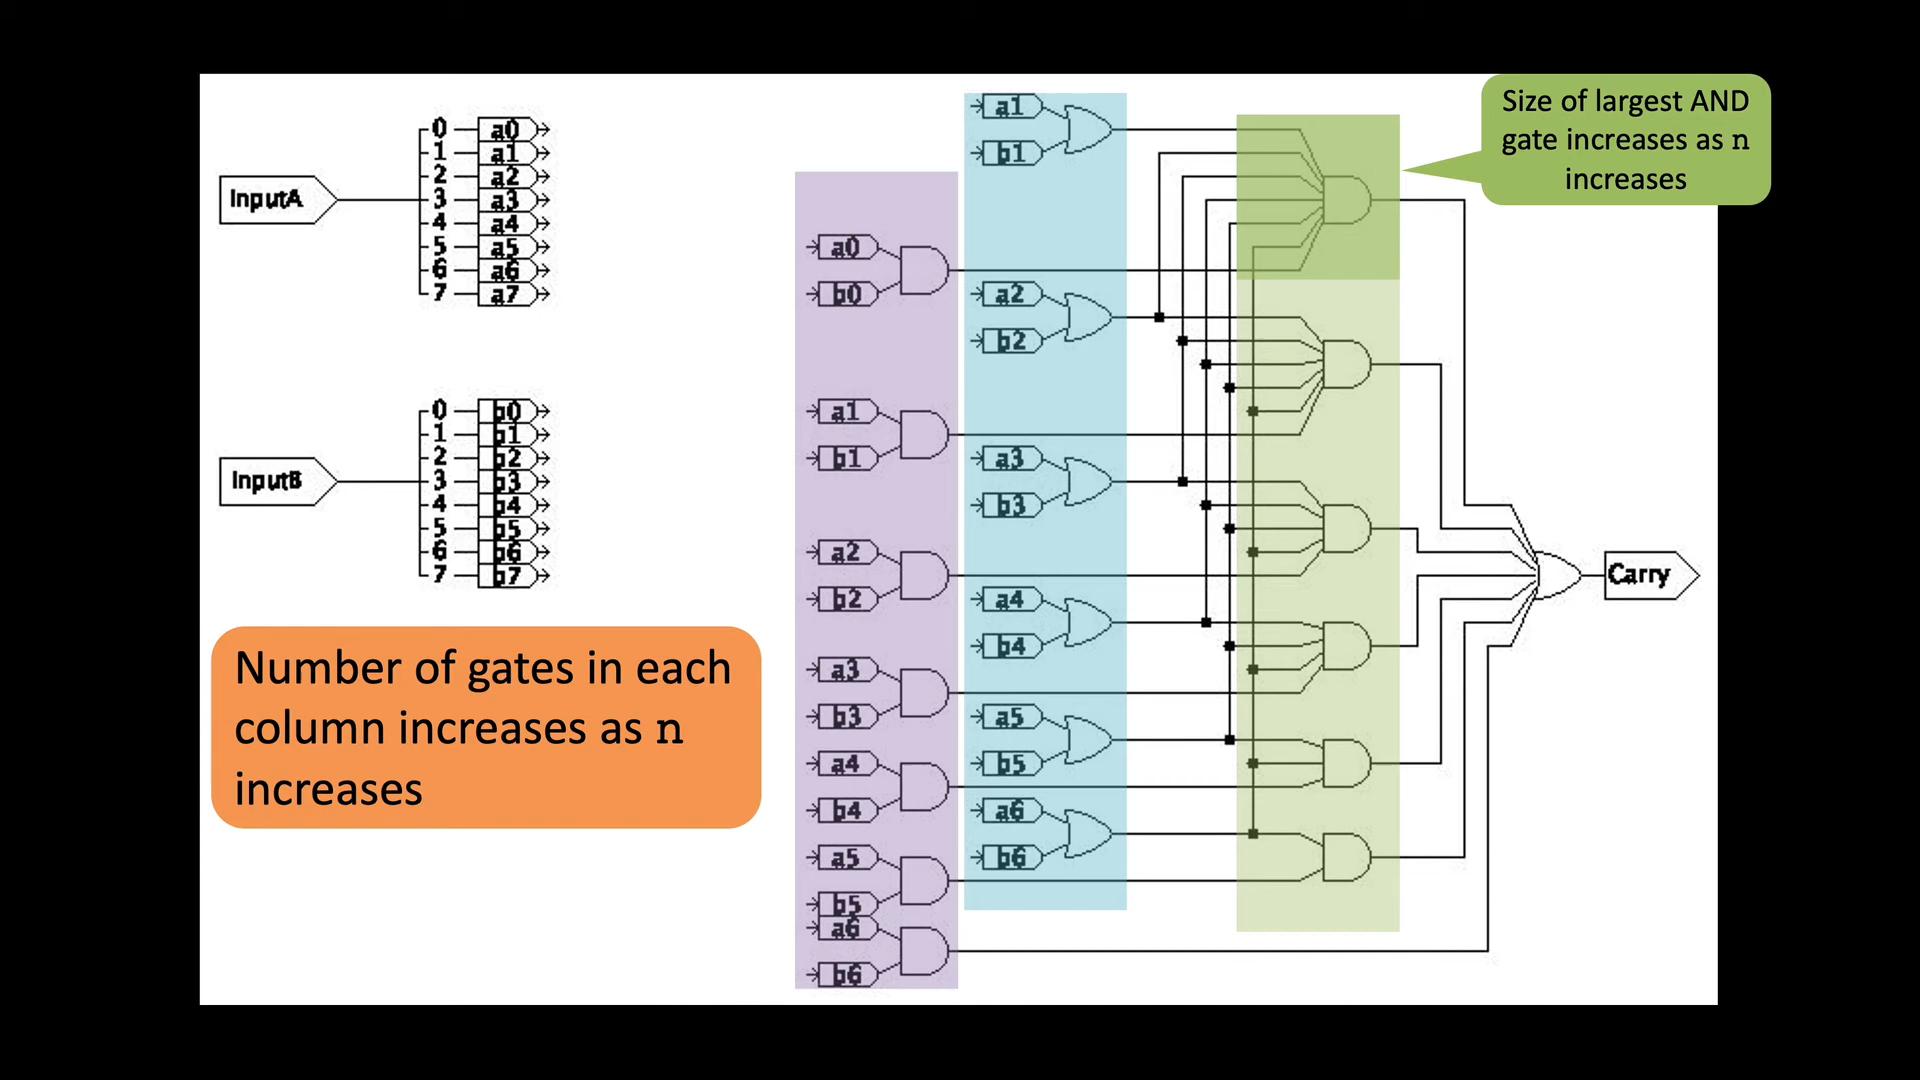 Size of largest AND
gate increases as n
increases
InputA
0 a0
1 a1
2 a2
3 a3
4 a4
5 a5
6 a6
7 a7
InputB
0 b0
1 b1
2 b2
3 b3
4 b4
5 b5
6 b6
7 b7
Number of gates in each
column increases as n
increases
a0
b0
a1
b1
a2
b2
a3
b3
a4
b4
a5
b5
a6
b6
a1
b1
a2
b2
a3
b3
a4
b4
a5
b5
a6
b6
Carry